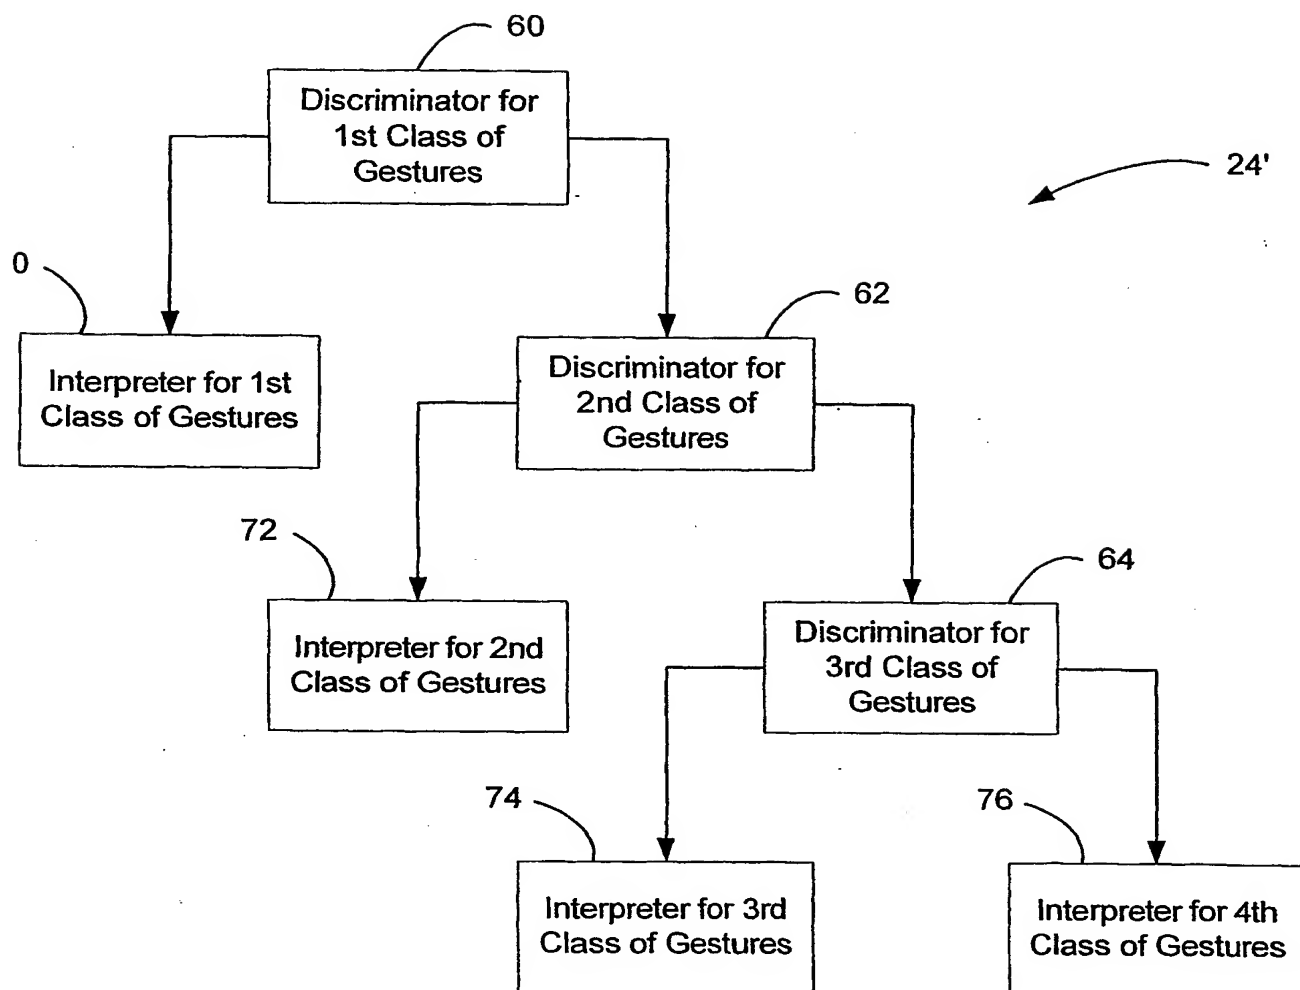 60
Discriminator for
1st Class of
Gestures
24'
0
Interpreter for 1st
Class of Gestures
62
Discriminator for
2nd Class of
Gestures
72
Interpreter for 2nd
Class of Gestures
64
Discriminator for
3rd Class of
Gestures
74
Interpreter for 3rd
Class of Gestures
76
Interpreter for 4th
Class of Gestures